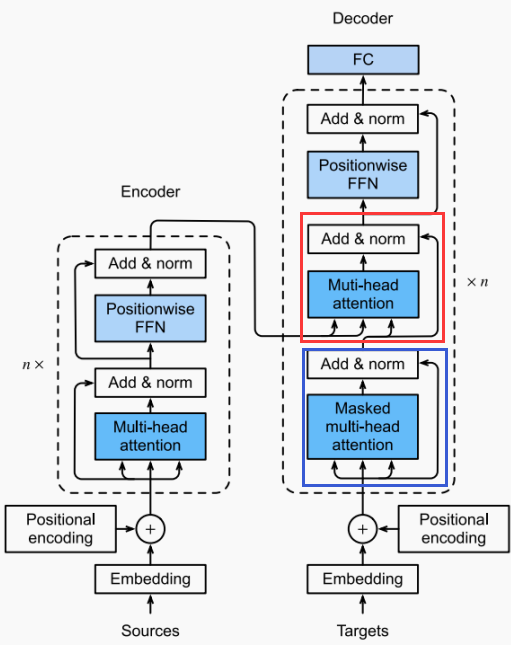 Decoder
FC
Add & norm
Positionwise
FFN
Encoder
Add & norm
Add & norm
Muti-head
attention
× n
Positionwise
FFN
n ×
Add & norm
Add & norm
Multi-head
attention
Masked
multi-head
attention
Positional
encoding
+
+
Positional
encoding
Embedding
Embedding
Sources
Targets